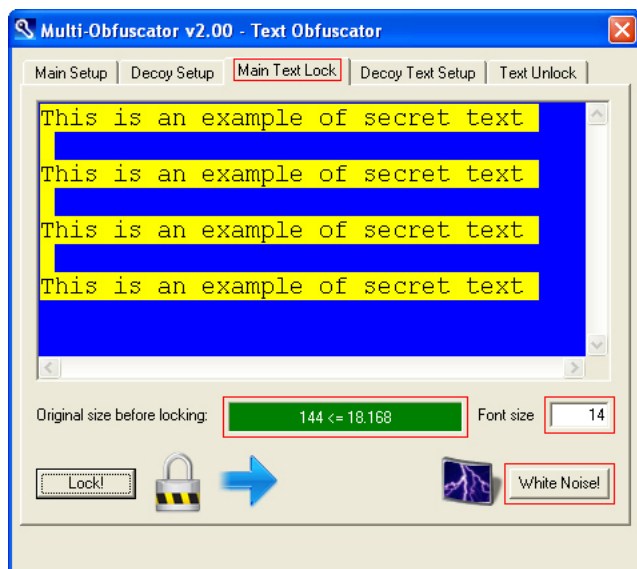 Multi-Obfuscator v2.00 - Text Obfuscator
Main Setup Decoy Setup Main Text Lock Decoy Text Setup Text Unlock
This is an example of secret text
This is an example of secret text
This is an example of secret text
This is an example of secret text
Original size before locking: 144 <= 18.168 Font size 14
Lock! White Noise!